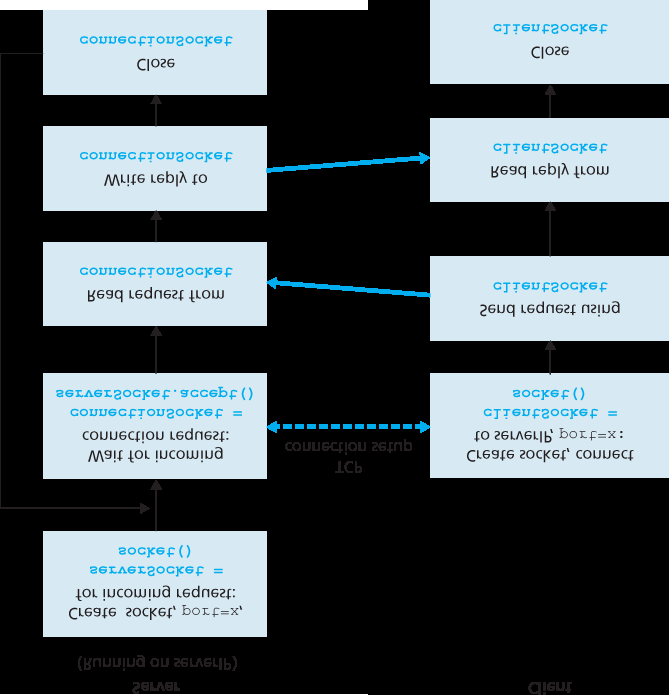 Server
(Running on serverIP)
Create socket, port=x,
for incoming request:
serverSocket =
socket()
Wait for incoming
connection request:
connectionSocket =
serverSocket.accept()
Read request from
connectionSocket
Write reply to
connectionSocket
Close
connectionSocket
TCP
connection setup
Client
Create socket, connect
to serverIP, port=x:
clientSocket =
socket()
Send request using
clientSocket
Read reply from
clientSocket
Close
clientSocket